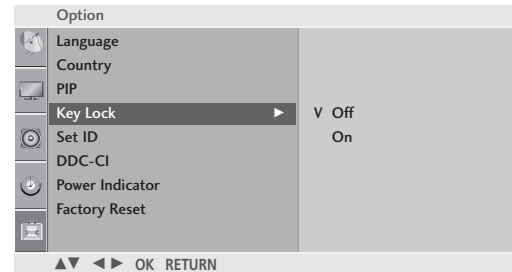 Option
Language
Country
PIP
Key Lock ► V Off
Set ID On
DDC-CI
Power Indicator
Factory Reset
▲▼ ◄► OK RETURN